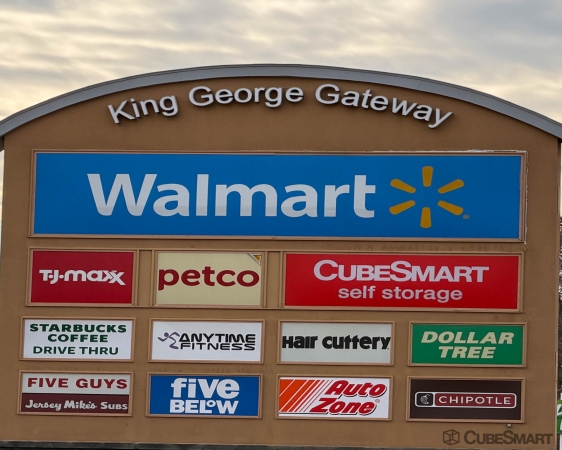 King George Gateway
Walmart
T·J·maxx
petco
CUBESMART
self storage
STARBUCKS
COFFEE
DRIVE THRU
ANYTIME
FITNESS
Hair cuttery
DOLLAR
TREE
FIVE GUYS
Jersey Mike's SUBS
five
BELOW
Auto
Zone
CHIPOTLE
CUBESMART